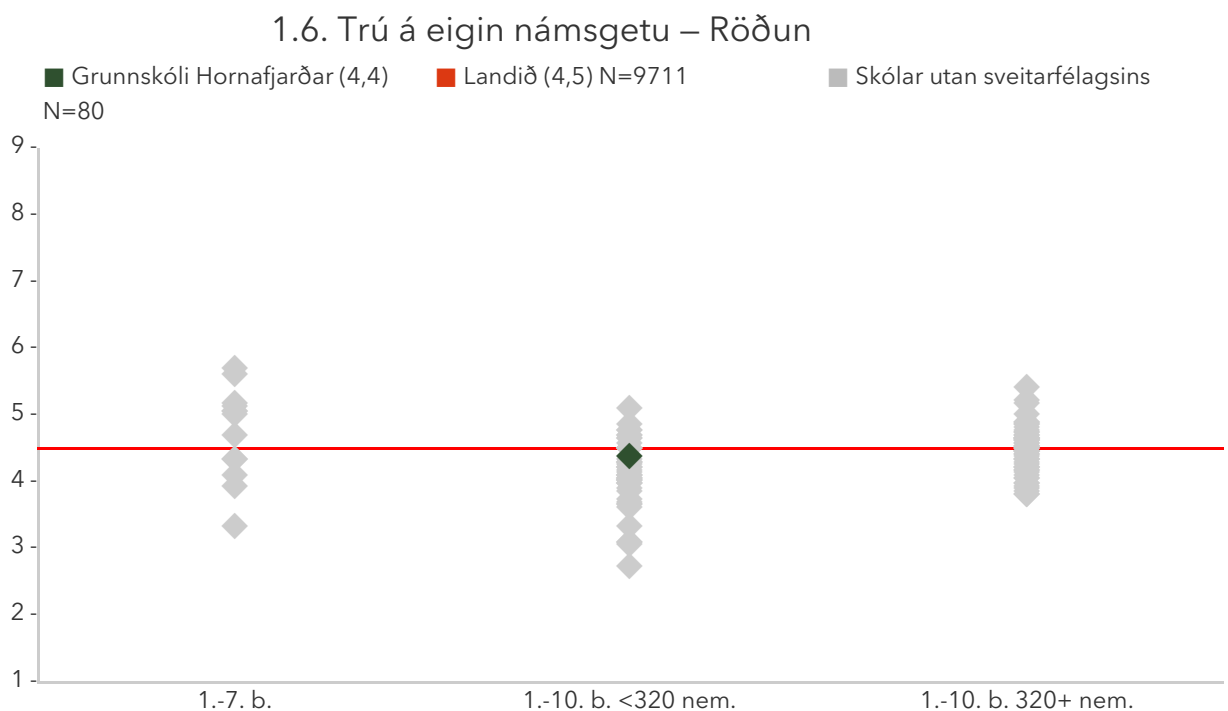 1.6. Trú á eigin námsgetu – Röðun
Grunnskóli Hornafjarðar (4,4) Landið (4,5) N=9711 Skólar utan sveitarfélagsins
N=80
9
8
7
6
5
4
3
2
1
1.-7. b. 1.-10. b. <320 nem. 1.-10. b. 320+ nem.